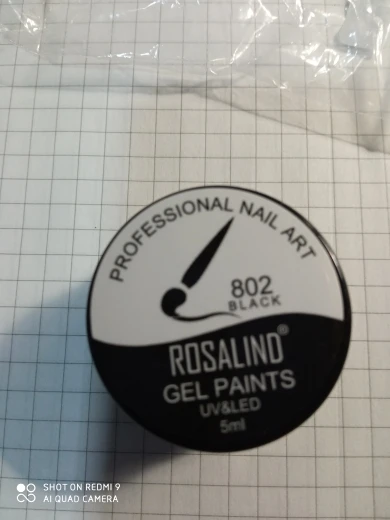 PROFESSIONAL NAIL ART
802
BLACK
ROSALIND®
GEL PAINTS
UV&LED
5ml
SHOT ON REDMI 9
AI QUAD CAMERA